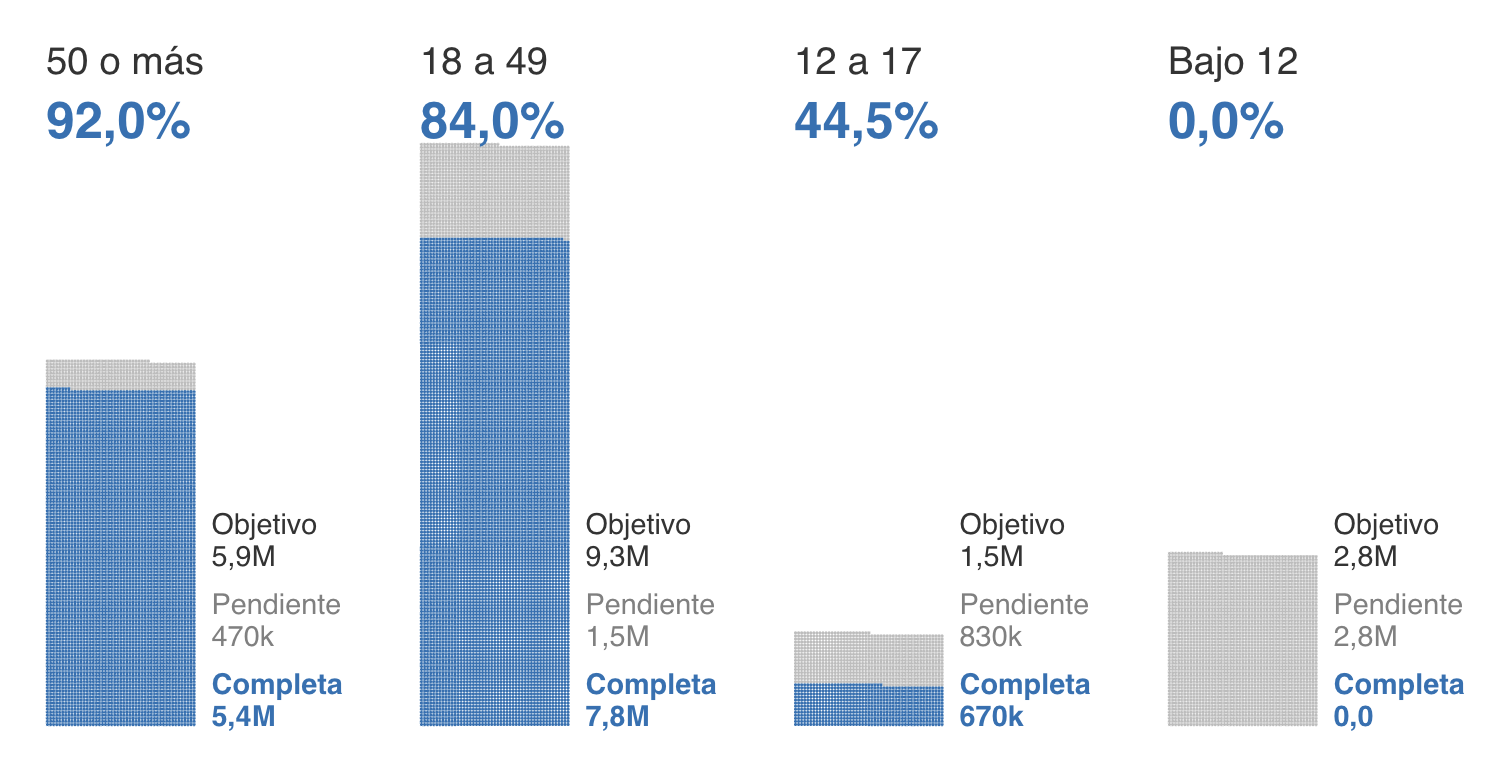 50 o más
92,0%
Objetivo
5,9M
Pendiente
470k
Completa
5,4M
18 a 49
84,0%
Objetivo
9,3M
Pendiente
1,5M
Completa
7,8M
12 a 17
44,5%
Objetivo
1,5M
Pendiente
830k
Completa
670k
Bajo 12
0,0%
Objetivo
2,8M
Pendiente
2,8M
Completa
0,0